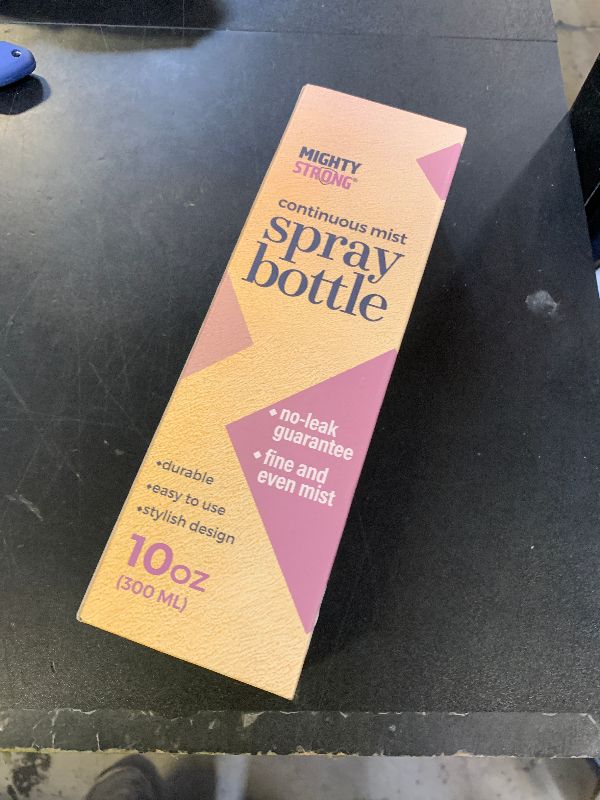 MIGHTY
STRONG®
continuous mist
spray
bottle
◆ no-leak
guarantee
◆ fine and
even mist
◆durable
◆easy to use
◆stylish design
10oz
(300 ML)